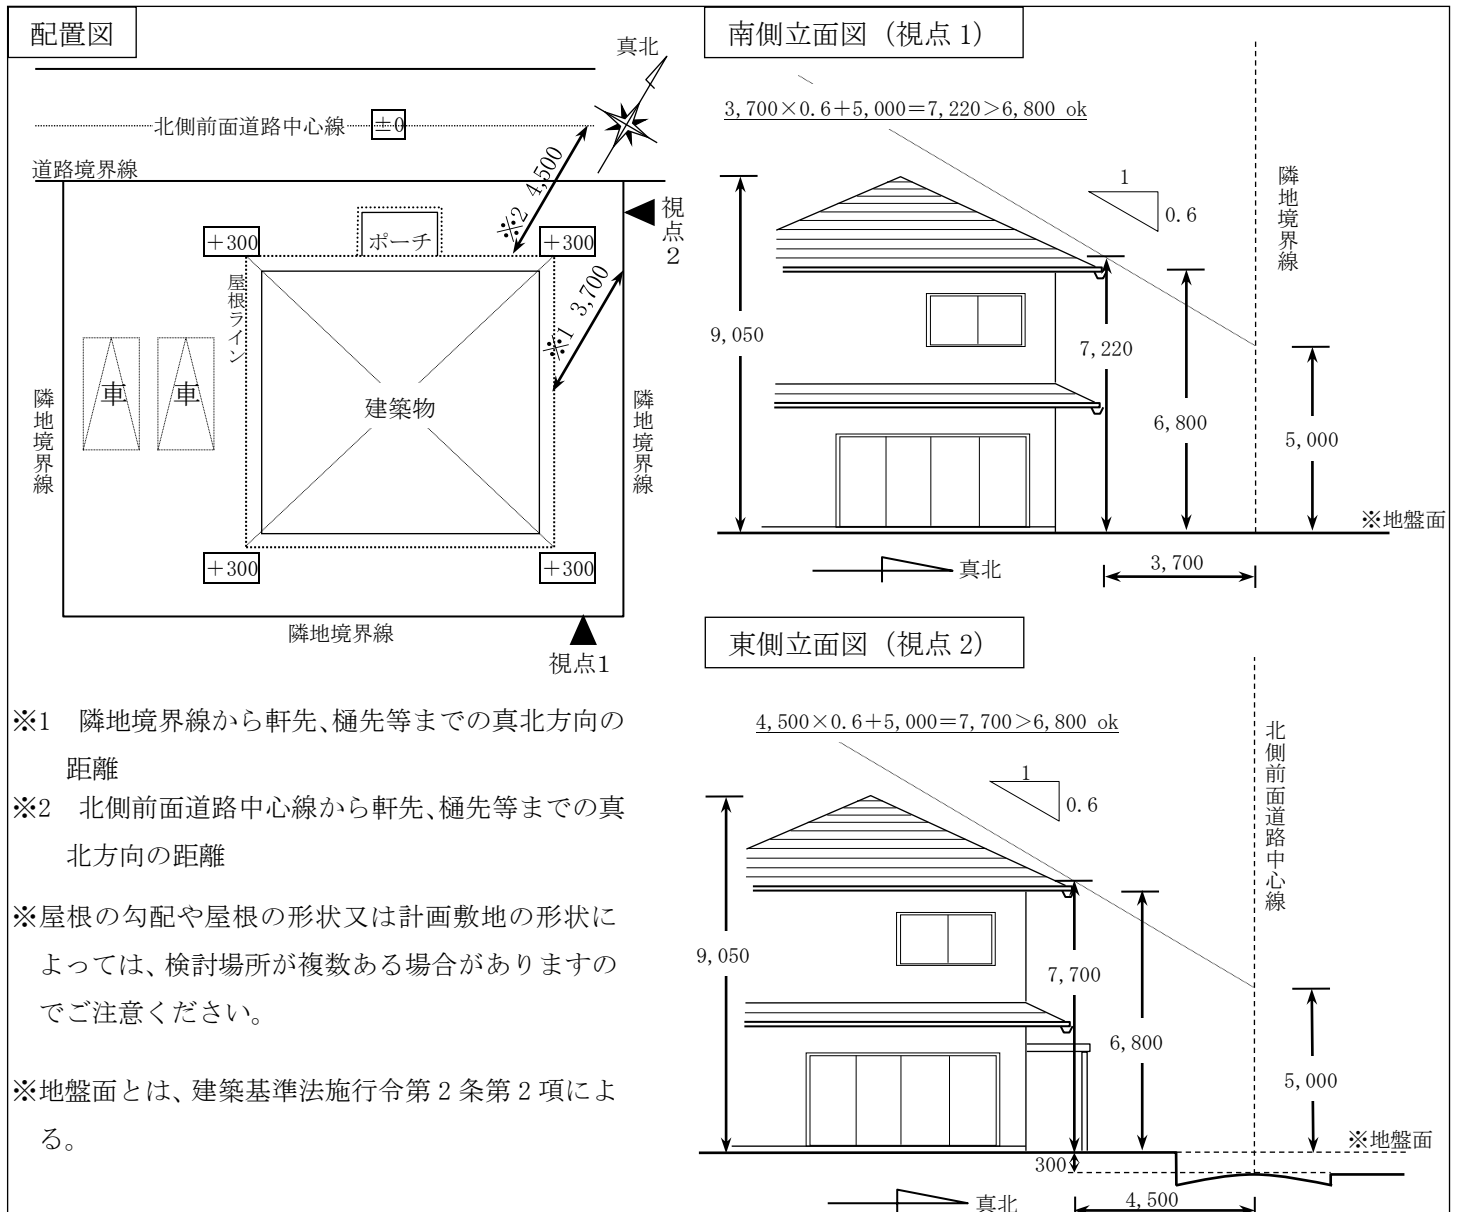 配置図
真北
北側前面道路中心線
±0
道路境界線
※2 4,500
視点2
+300
ポーチ
+300
屋根ライン
※1 3,700
車
車
建築物
隣地境界線
隣地境界線
+300
+300
隣地境界線
視点1
※1 隣地境界線から軒先、樋先等までの真北方向の
距離
※2 北側前面道路中心線から軒先、樋先等までの真
北方向の距離
※屋根の勾配や屋根の形状又は計画敷地の形状に
よっては、検討場所が複数ある場合がありますの
でご注意ください。
※地盤面とは、建築基準法施行令第2条第2項によ
る。
南側立面図(視点1)
3,700×0.6+5,000=7,220>6,800 ok
1
0.6
隣地境界線
9,050
7,220
6,800
5,000
※地盤面
真北
3,700
東側立面図(視点2)
4,500×0.6+5,000=7,700>6,800 ok
1
0.6
北側前面道路中心線
9,050
7,700
6,800
5,000
※地盤面
300
真北
4,500